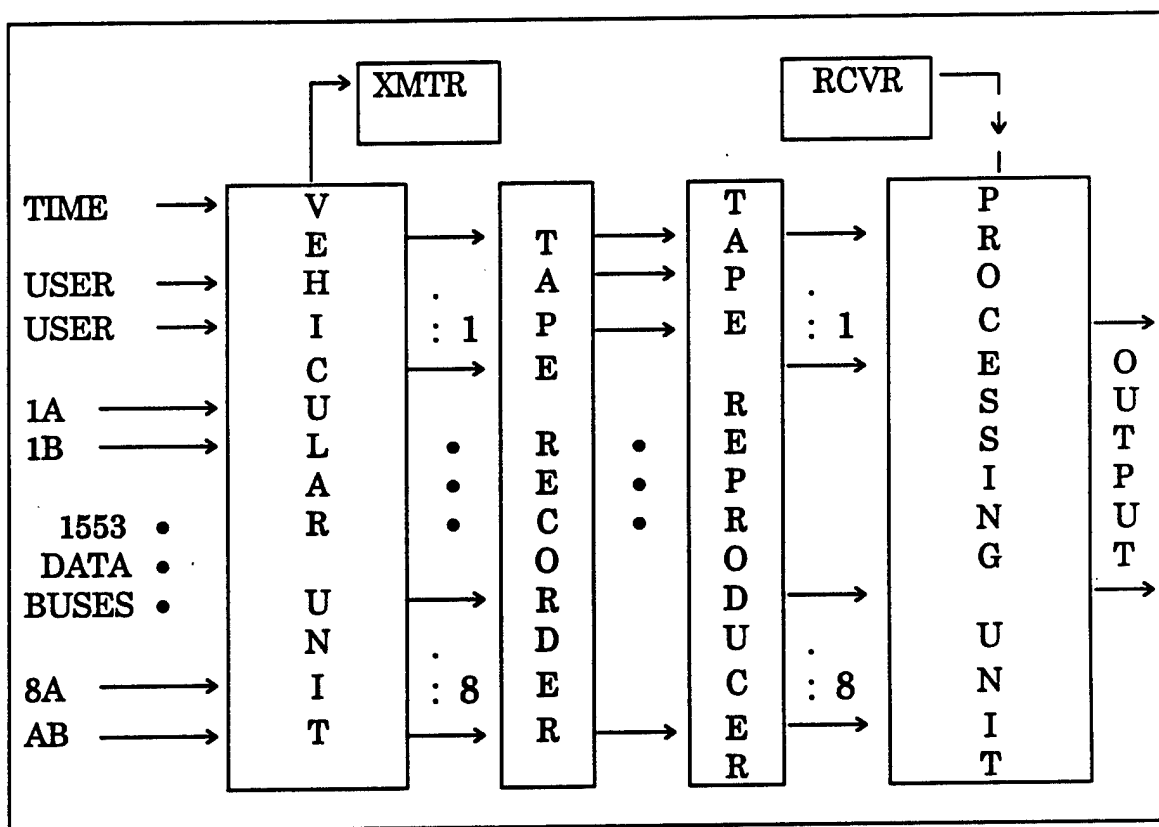 XMTR
RCVR
TIME
USER
USER
1A
1B
1553
DATA
BUSES
8A
AB
VEHICULAR UNIT
: 1
: 8
TAPE RECORDER
TAPE REPRODUCER
: 1
: 8
PROCESSING UNIT
OUTPUT